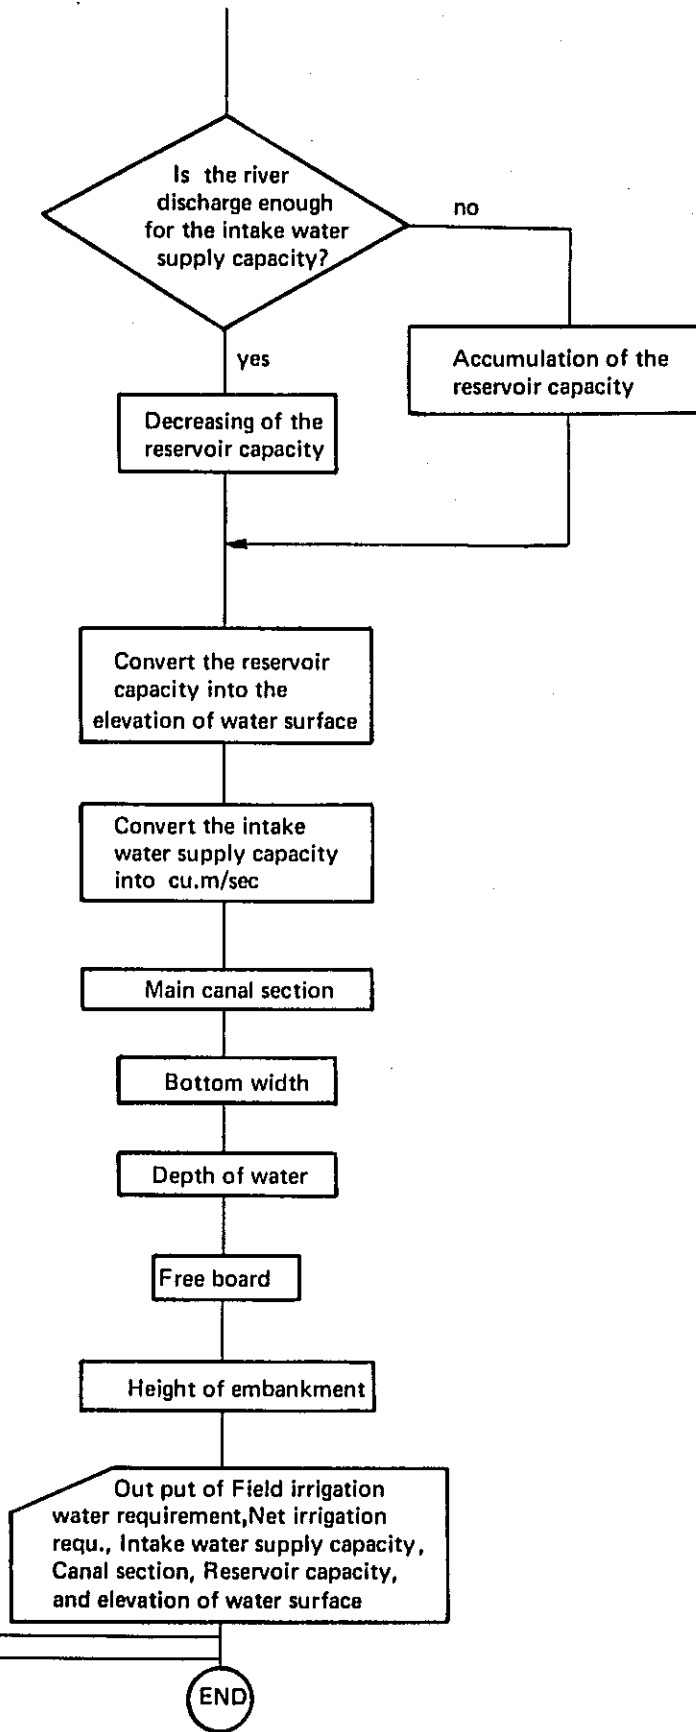 Is the river
discharge enough
for the intake water
supply capacity?
no
yes
Accumulation of the
reservoir capacity
Decreasing of the
reservoir capacity
Convert the reservoir
capacity into the
elevation of water surface
Convert the intake
water supply capacity
into cu.m/sec
Main canal section
Bottom width
Depth of water
Free board
Height of embankment
Out put of Field irrigation
water requirement,Net irrigation
requ., Intake water supply capacity,
Canal section, Reservoir capacity,
and elevation of water surface
END